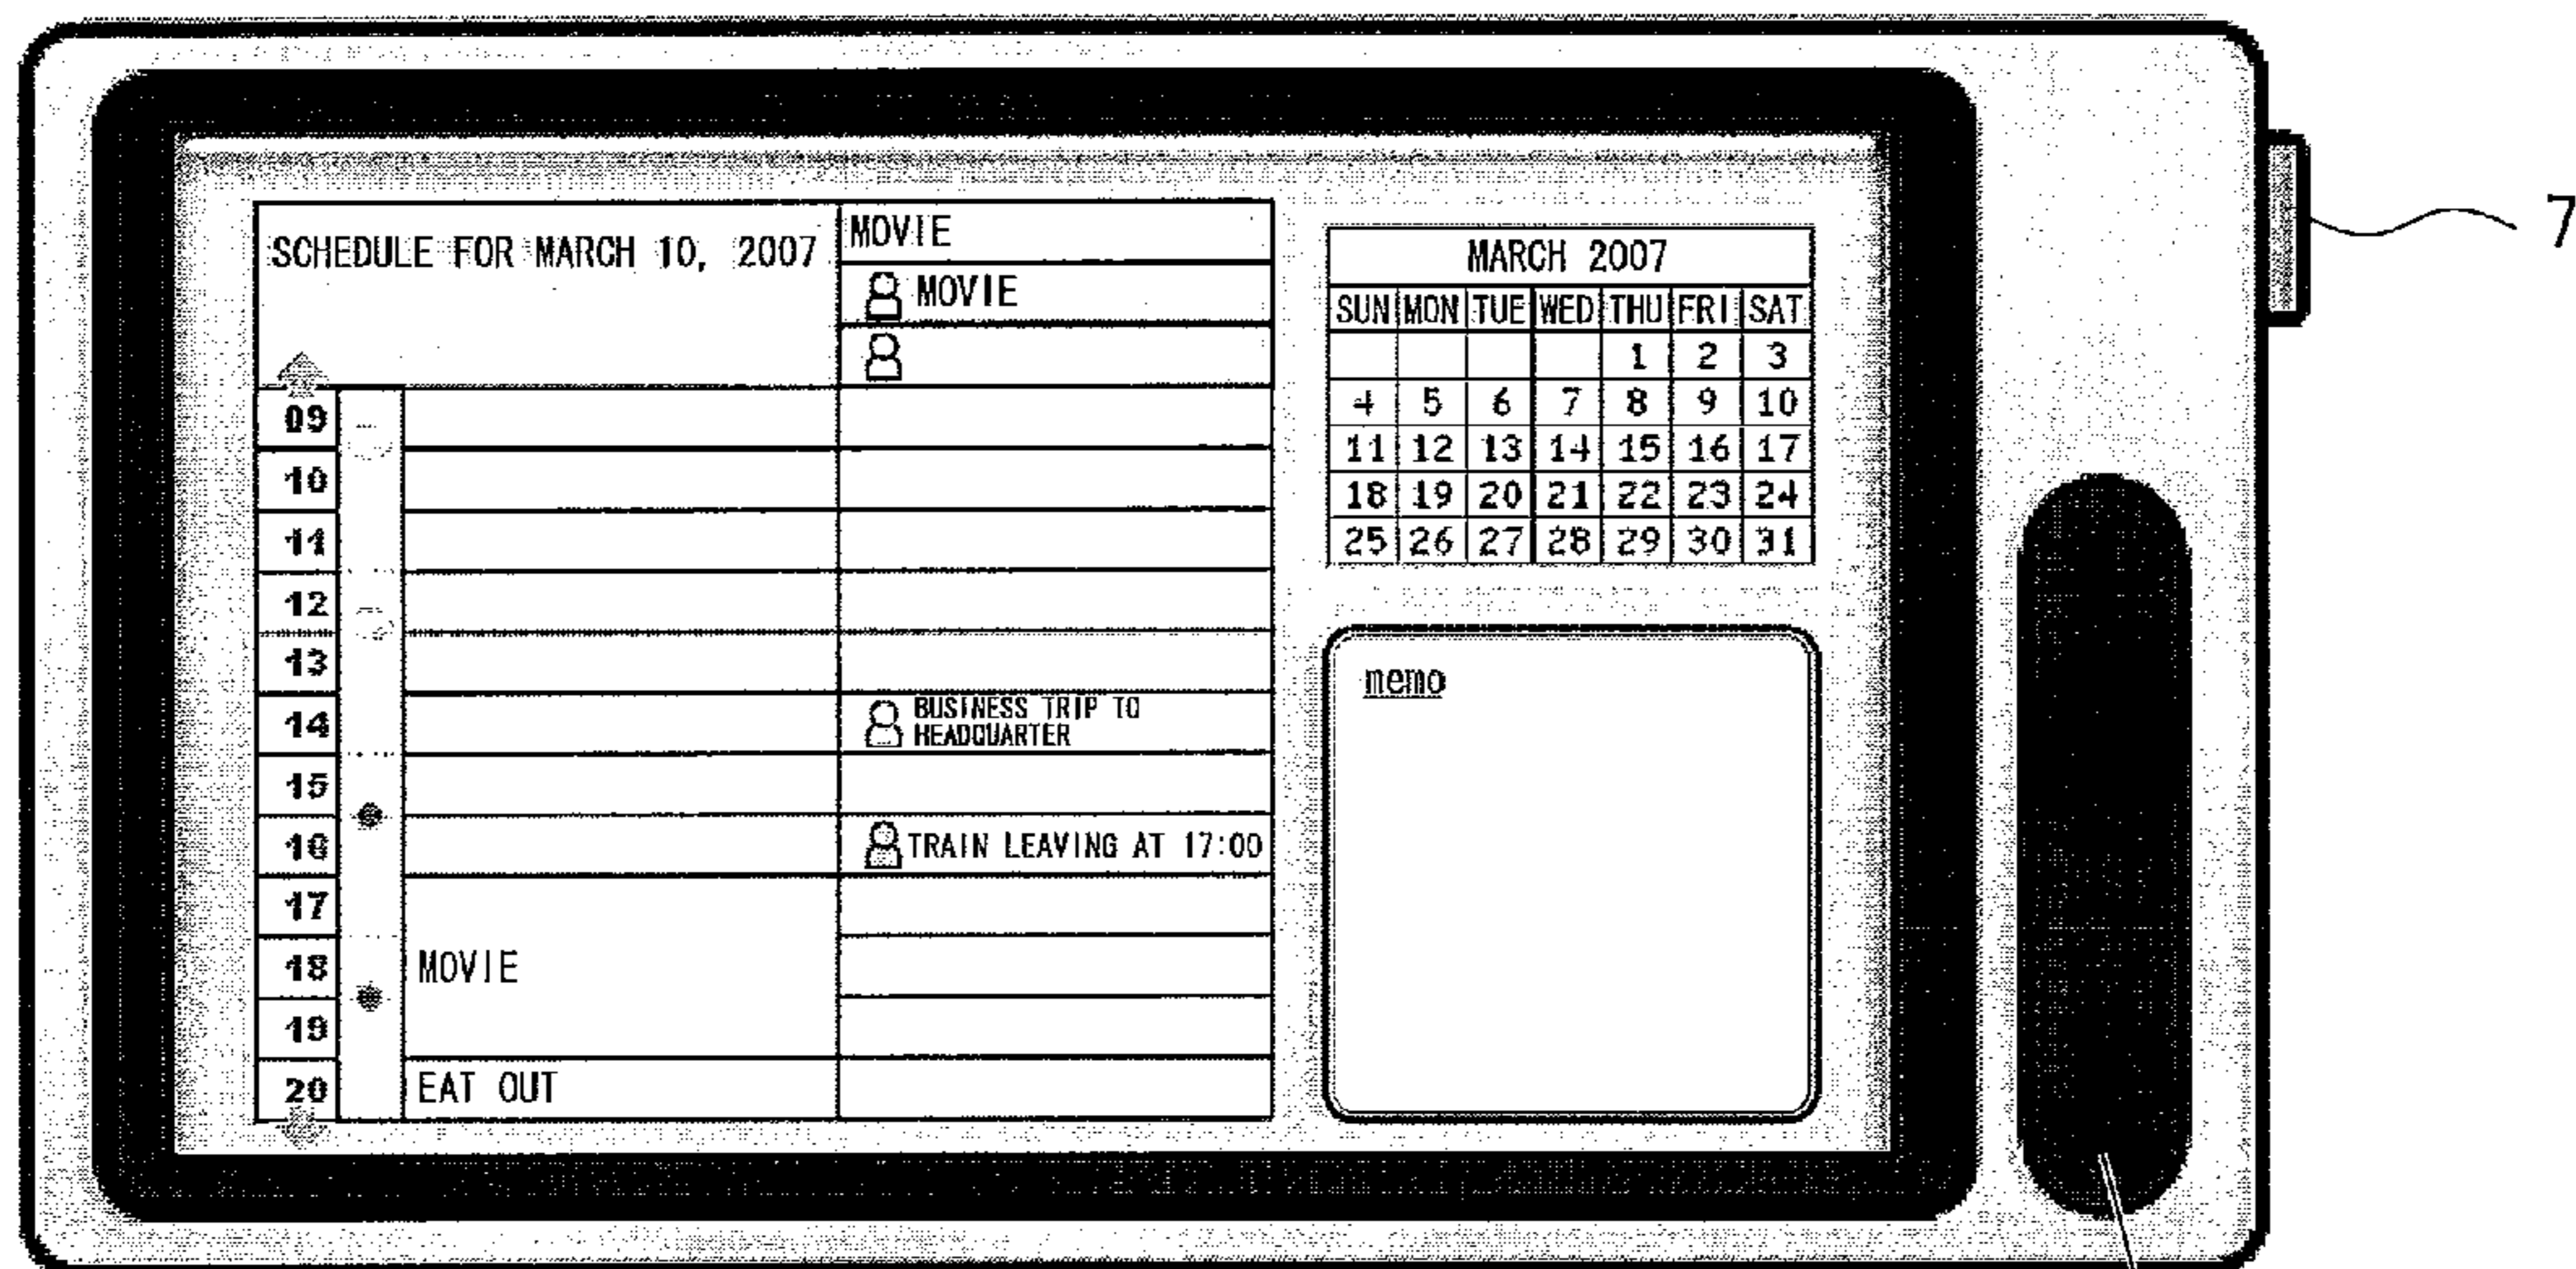 SCHEDULE FOR MARCH 10, 2007
MOVIE
MOVIE
09
10
11
12
13
14 BUSINESS TRIP TO
HEADQUARTER
15
16 TRAIN LEAVING AT 17:00
17
18 MOVIE
19
20 EAT OUT
MARCH 2007
SUN MON TUE WED THU FRI SAT
1 2 3
4 5 6 7 8 9 10
11 12 13 14 15 16 17
18 19 20 21 22 23 24
25 26 27 28 29 30 31
memo
7